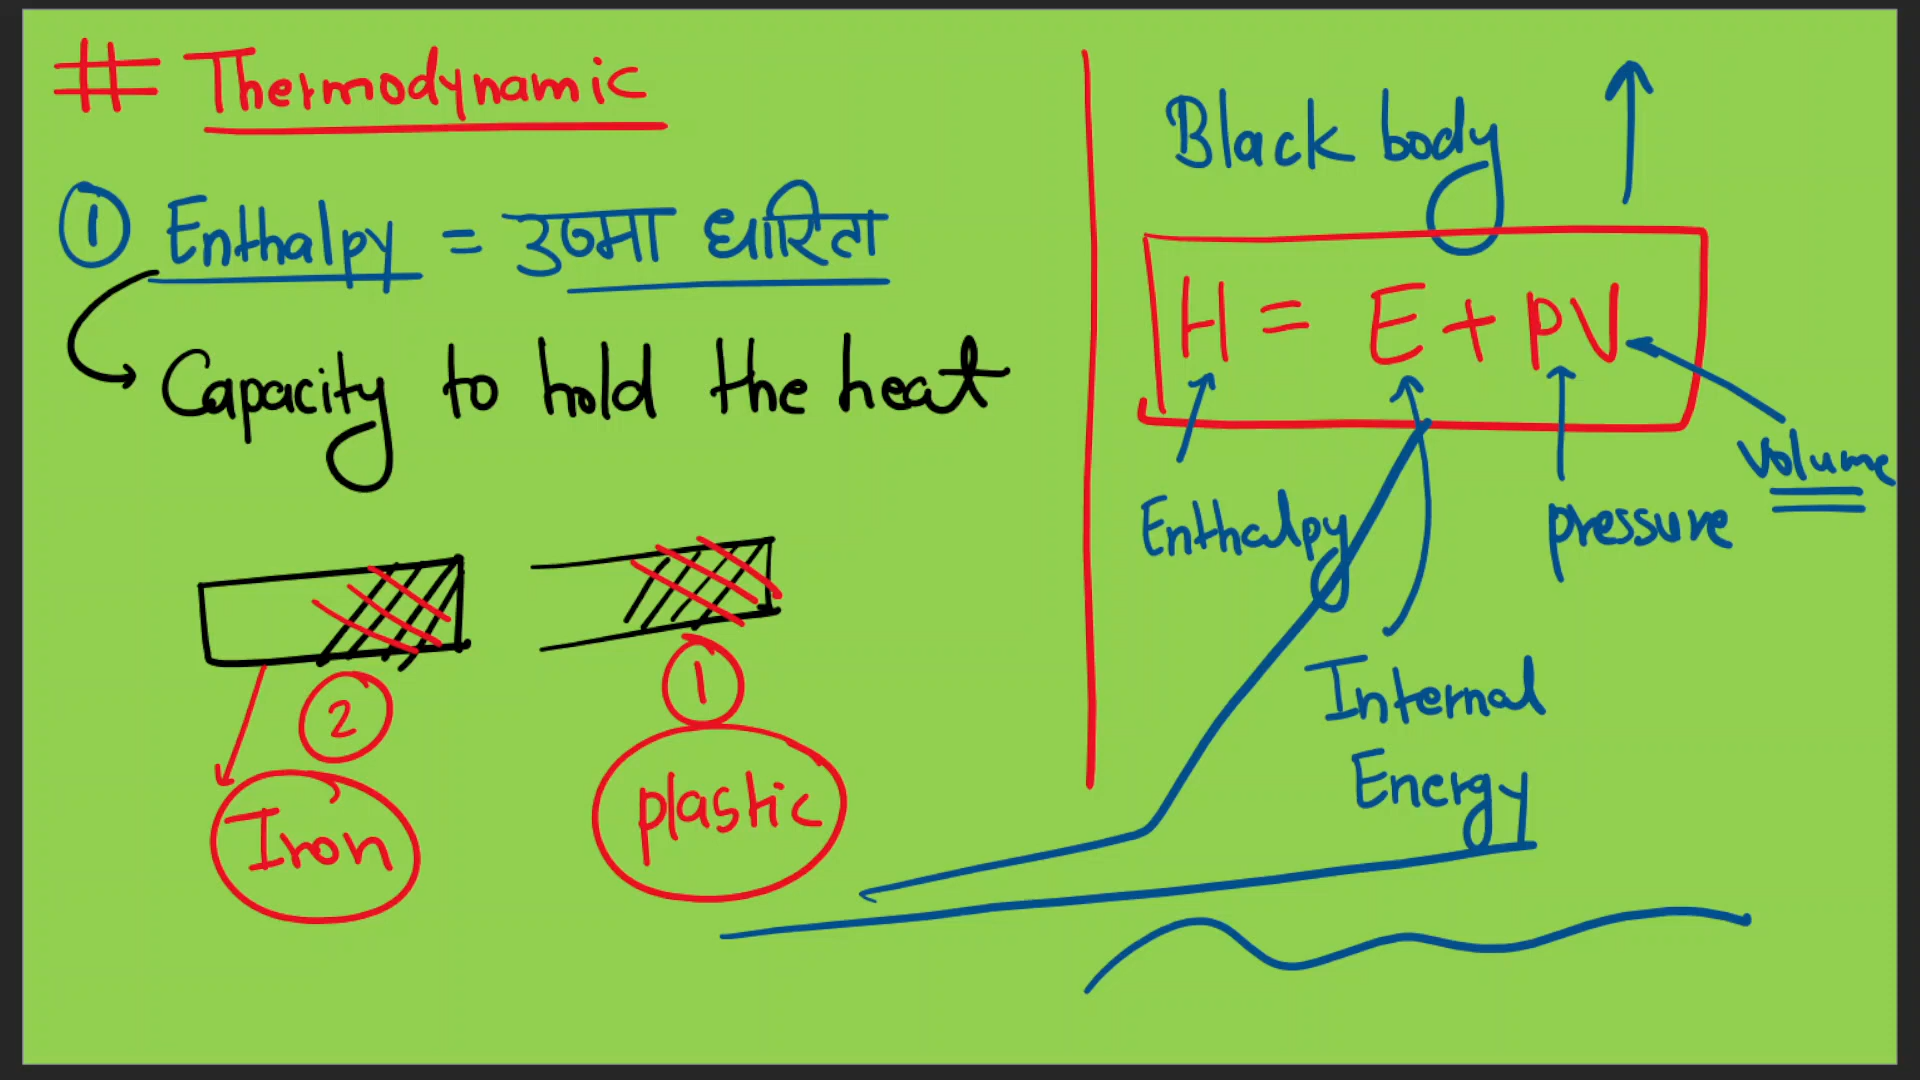 # Thermodynamic
① Enthalpy = उष्मा धारिता
Capacity to hold the heat
②
Iron
①
plastic
Black body
H = E + PV
volume
Enthalpy
pressure
Internal
Energy